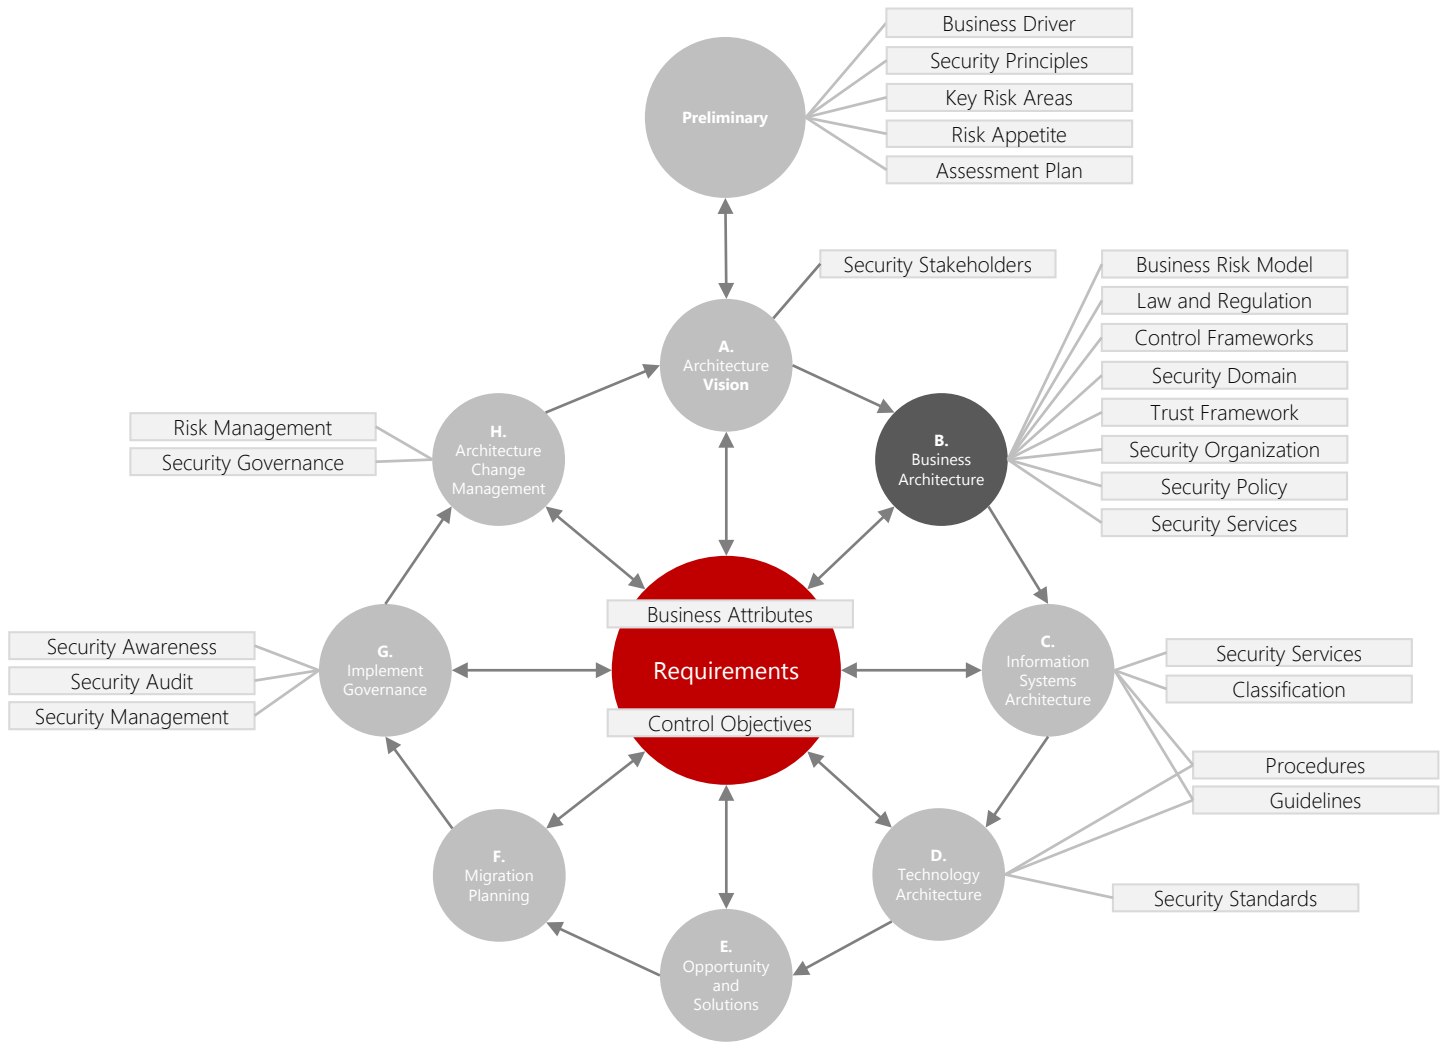 Business Driver
Security Principles
Key Risk Areas
Risk Appetite
Assessment Plan
Preliminary
Security Stakeholders
A.
Architecture
Vision
Business Risk Model
Law and Regulation
Control Frameworks
Security Domain
Trust Framework
Security Organization
Security Policy
Security Services
B.
Business
Architecture
H.
Architecture
Change
Management
Risk Management
Security Governance
Business Attributes
Requirements
Control Objectives
G.
Implement
Governance
Security Awareness
Security Audit
Security Management
C.
Information
Systems
Architecture
Security Services
Classification
Procedures
Guidelines
Security Standards
D.
Technology
Architecture
F.
Migration
Planning
E.
Opportunity
and
Solutions